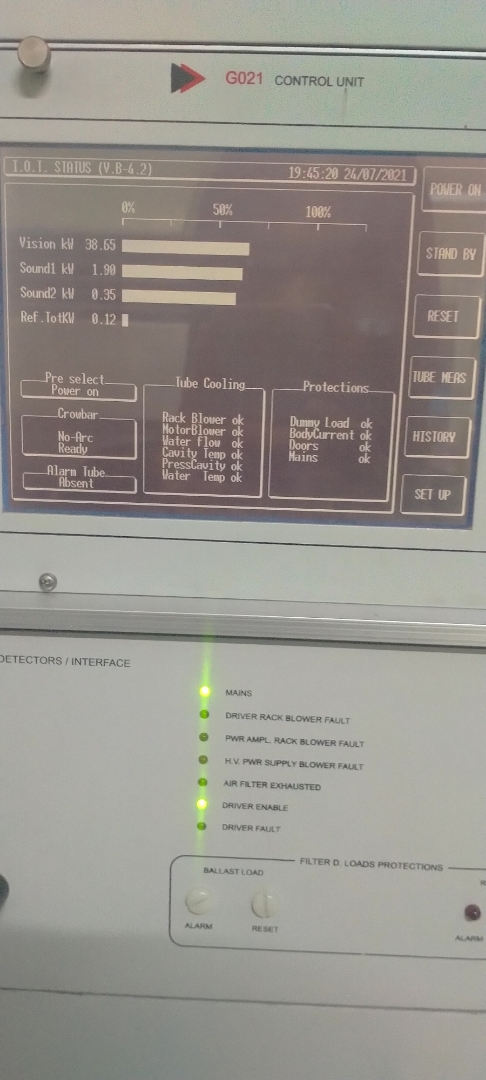 G021 CONTROL UNIT
I.O.T. STATUS (V.B-4.2) 19:45:20 24/07/2021
POWER ON
0% 50% 100%
Vision kW 38.65
STAND BY
Sound1 kW 1.90
Sound2 kW 0.35
Ref.TotKW 0.12
RESET
Pre select
Power on
Tube Cooling
Protections
TUBE MEAS
Crowbar
No-Arc
Ready
Rack Blower ok
MotorBlower ok
Water flow ok
Cavity Temp ok
PressCavity ok
Water Temp ok
Dummy Load ok
BodyCurrent ok
Doors ok
Mains ok
HISTORY
Alarm Tube
Absent
SET UP
DETECTORS / INTERFACE
MAINS
DRIVER RACK BLOWER FAULT
PWR AMPL. RACK BLOWER FAULT
H.V. PWR SUPPLY BLOWER FAULT
AIR FILTER EXHAUSTED
DRIVER ENABLE
DRIVER FAULT
FILTER D. LOADS PROTECTIONS
BALLAST LOAD
ALARM RESET
ALARM